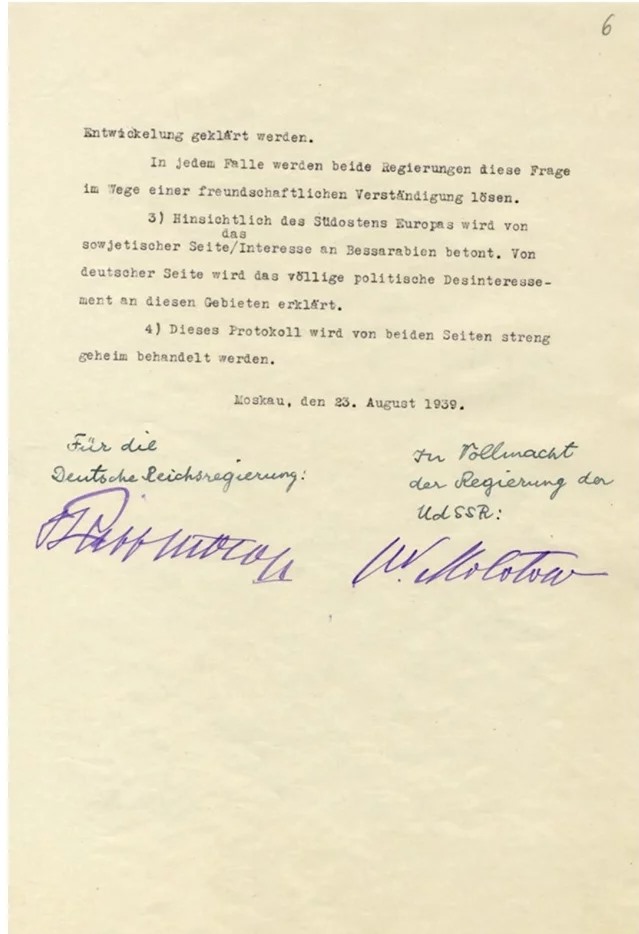 6
Entwickelung geklärt werden.
In jedem Falle werden beide Regierungen diese Frage
im Wege einer freundschaftlichen Verständigung lösen.
3) Hinsichtlich des Südostens Europas wird von
das
sowjetischer Seite/Interesse an Bessarabien betont. Von
deutscher Seite wird das völlige politische Desinteresse-
ment an diesen Gebieten erklärt.
4) Dieses Protokoll wird von beiden Seiten streng
geheim behandelt werden.
Moskau, den 23. August 1939.
Für die
Deutsche Reichsregierung:
Ribbentrop
In Vollmacht
der Regierung der
UdSSR:
W. Molotow